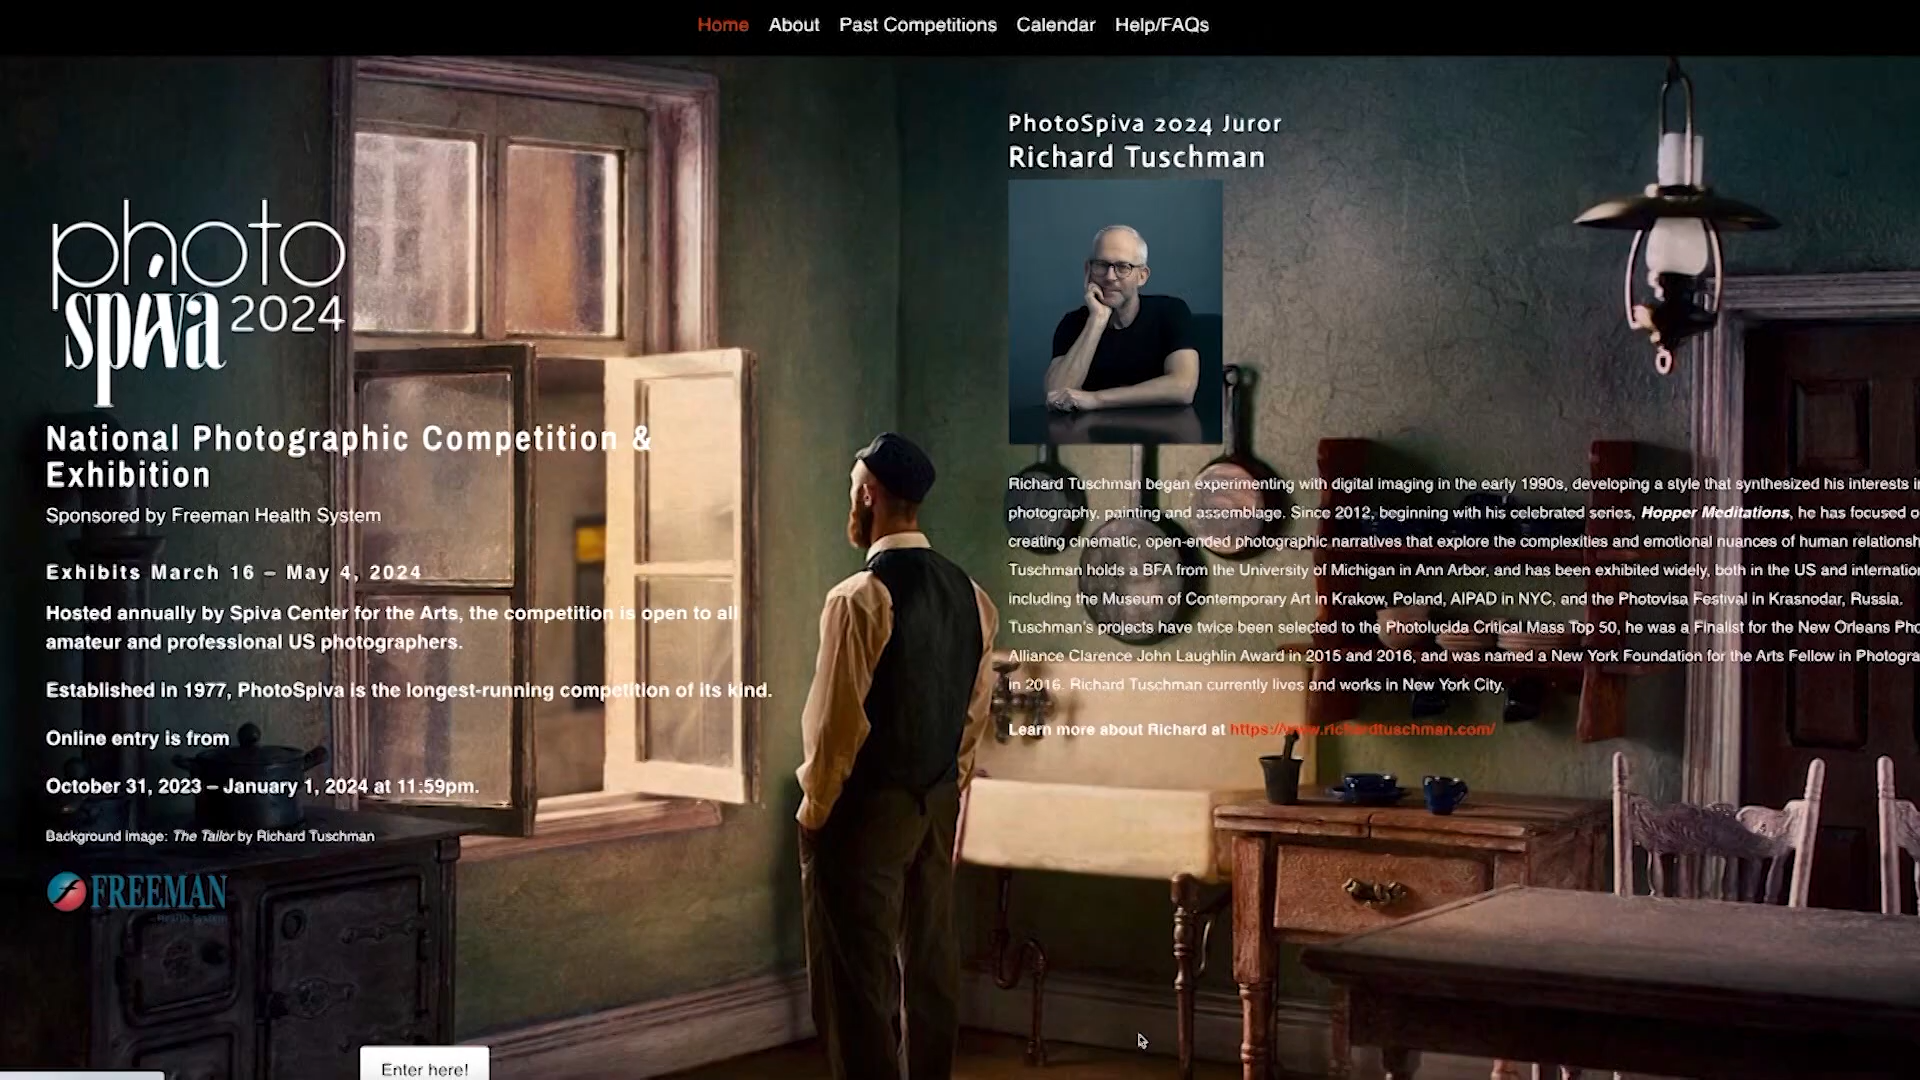 Home About Past Competitions Calendar Help/FAQs
photo
spiva 2024
National Photographic Competition &
Exhibition
Sponsored by Freeman Health System
Exhibits March 16 – May 4, 2024
Hosted annually by Spiva Center for the Arts, the competition is open to all
amateur and professional US photographers.
Established in 1977, PhotoSpiva is the longest-running competition of its kind.
Online entry is from
October 31, 2023 – January 1, 2024 at 11:59pm.
Background image: The Tailor by Richard Tuschman
FREEMAN
Health System
Enter here!
PhotoSpiva 2024 Juror
Richard Tuschman
Richard Tuschman began experimenting with digital imaging in the early 1990s, developing a style that synthesized his interests
photography, painting and assemblage. Since 2012, beginning with his celebrated series, Hopper Meditations, he has focused
creating cinematic, open-ended photographic narratives that explore the complexities and emotional nuances of human
Tuschman holds a BFA from the University of Michigan in Ann Arbor, and has been exhibited widely, both in the US and
including the Museum of Contemporary Art in Krakow, Poland, AIPAD in NYC, and the Photovisa Festival in Krasnodar, Russia.
Tuschman's projects have twice been selected to the Photolucida Critical Mass Top 50, he was a Finalist for the New Orleans
Alliance Clarence John Laughlin Award in 2015 and 2016, and was named a New York Foundation for the Arts Fellow in
in 2016. Richard Tuschman currently lives and works in New York City.
Learn more about Richard at https://www.richardtuschman.com/